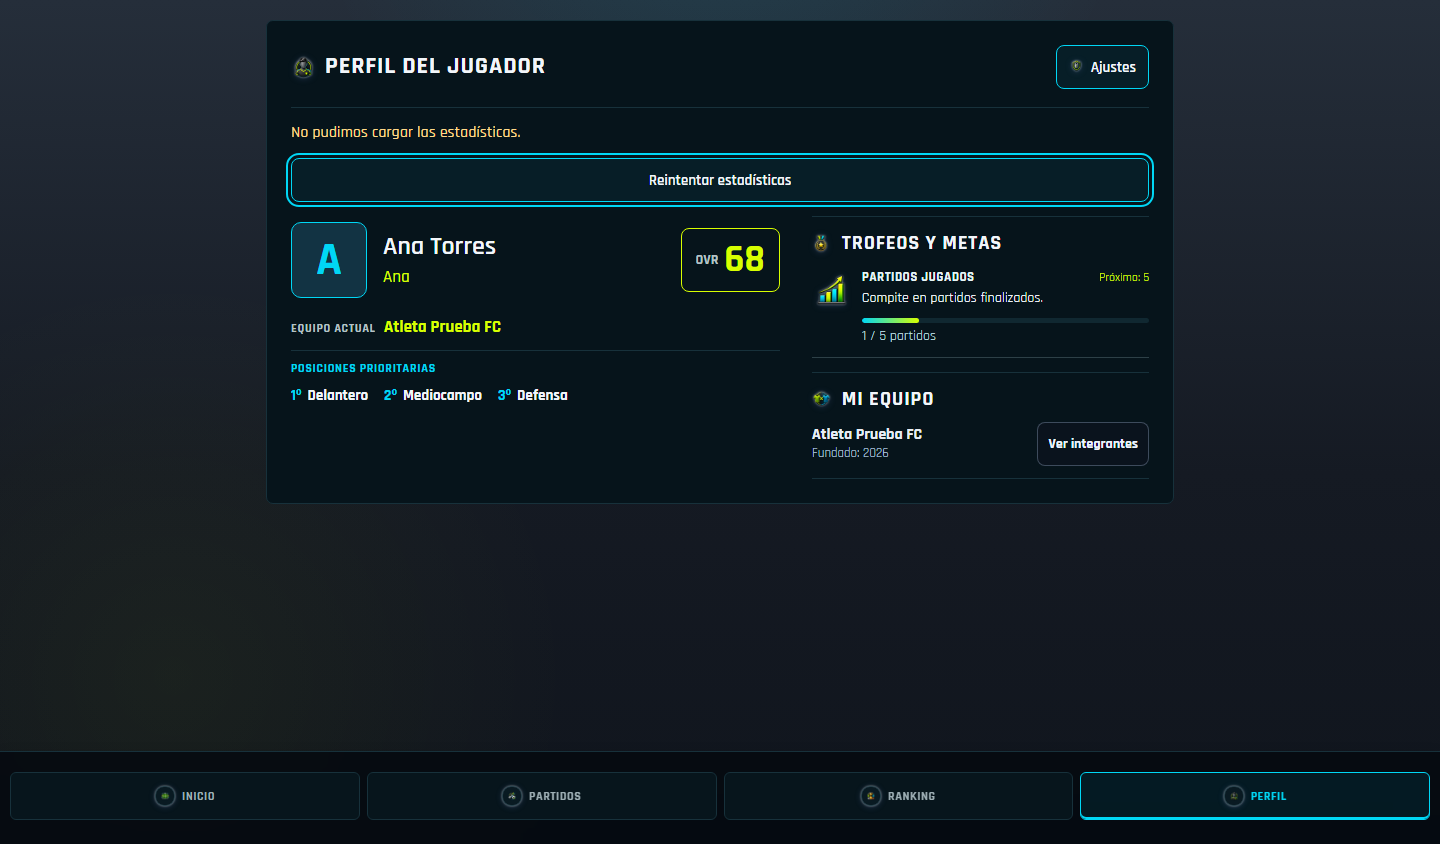 PERFIL DEL JUGADOR
Ajustes
No pudimos cargar las estadísticas.
Reintentar estadísticas
A
Ana Torres
Ana
OVR 68
EQUIPO ACTUAL Atleta Prueba FC
POSICIONES PRIORITARIAS
1º Delantero 2º Mediocampo 3º Defensa
TROFEOS Y METAS
PARTIDOS JUGADOS
Próxima: 5
Compite en partidos finalizados.
1 / 5 partidos
MI EQUIPO
Atleta Prueba FC
Fundado: 2026
Ver integrantes
INICIO
PARTIDOS
RANKING
PERFIL